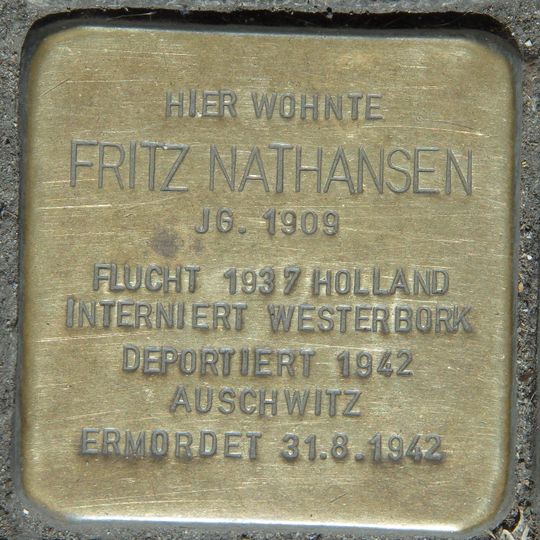 HIER WOHNTE
FRITZ NATHANSEN
JG. 1909
FLUCHT 1937 HOLLAND
INTERNIERT WESTERBORK
DEPORTIERT 1942
AUSCHWITZ
ERMORDET 31.8.1942